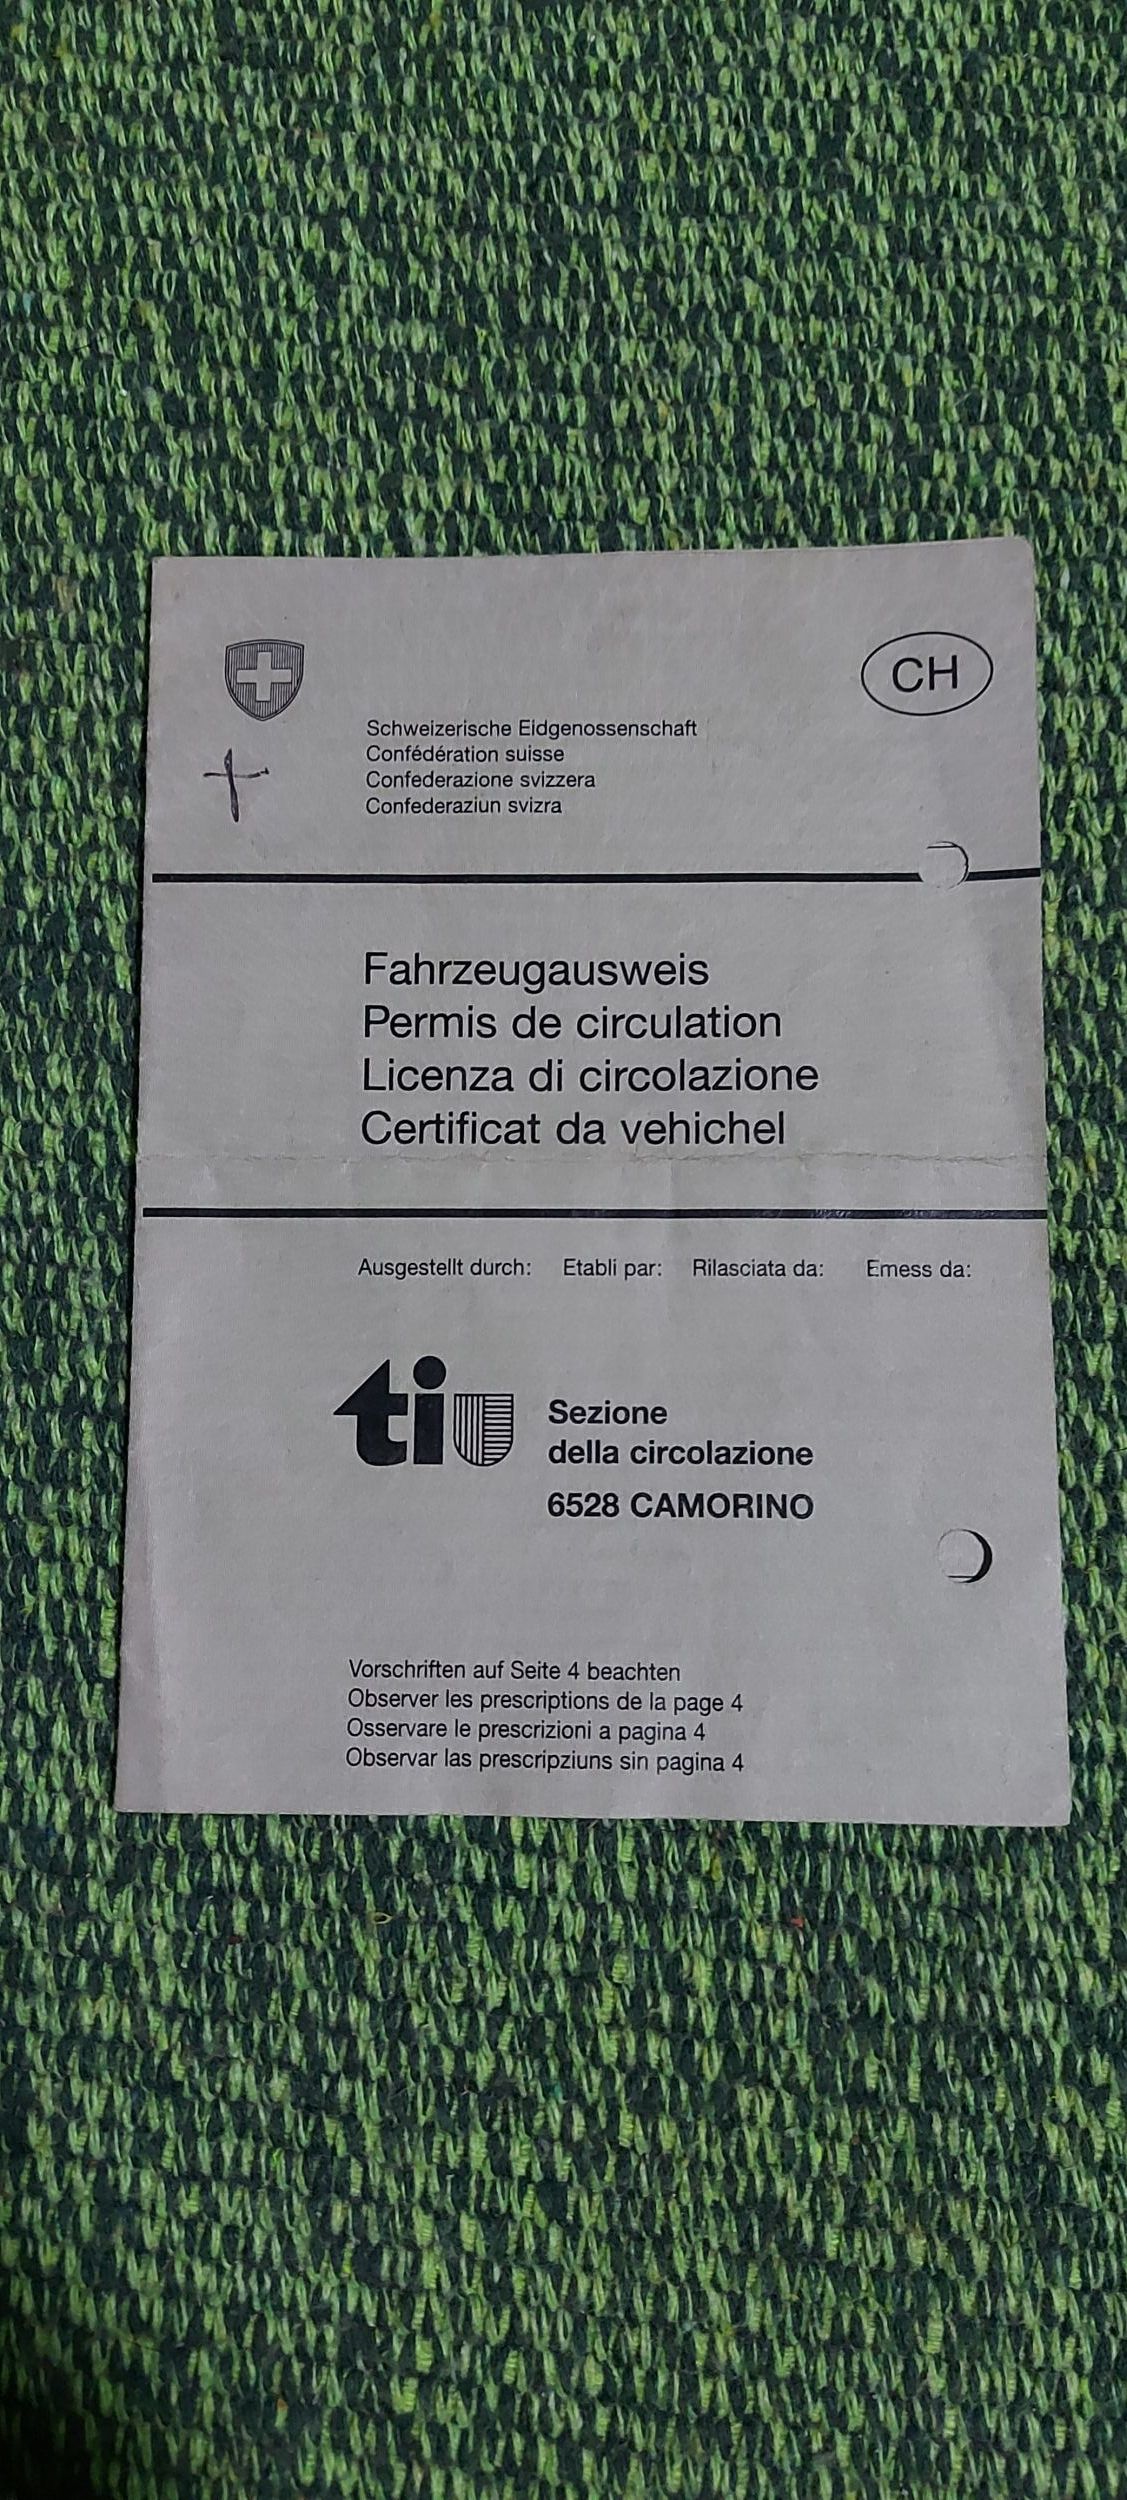 CH
Schweizerische Eidgenossenschaft
Confédération suisse
Confederazione svizzera
Confederaziun svizra
Fahrzeugausweis
Permis de circulation
Licenza di circolazione
Certificat da vehichel
Ausgestellt durch: Etabli par: Rilasciata da: Emess da:
ti
Sezione
della circolazione
6528 CAMORINO
Vorschriften auf Seite 4 beachten
Observer les prescriptions de la page 4
Osservare le prescrizioni a pagina 4
Observar las prescripziuns sin pagina 4